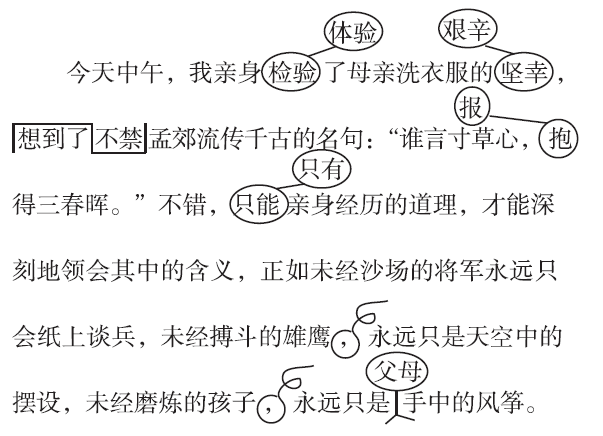 体验 艰辛
今天中午，我亲身检验了母亲洗衣服的坚幸，
报
想到了不禁孟郊流传千古的名句：“谁言寸草心，抱
只有
得三春晖。”不错，只能亲身经历的道理，才能深
刻地领会其中的含义，正如未经沙场的将军永远只
会纸上谈兵，未经搏斗的雄鹰，永远只是天空中的
父母
摆设，未经磨炼的孩子，永远只是手中的风筝。